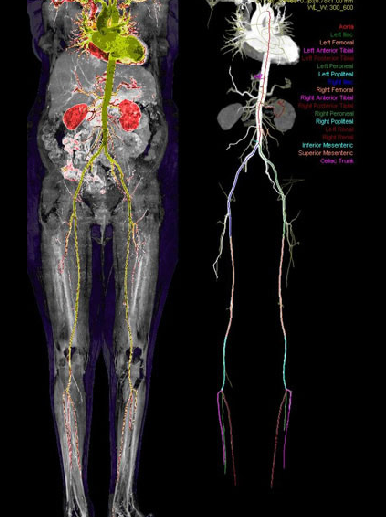 WL_W: 300_600
Aorta
Left Iliac
Left Femoral
Left Anterior Tibial
Left Posterior Tibial
Left Peroneal
Left Popliteal
Right Iliac
Right Femoral
Right Anterior Tibial
Right Posterior Tibial
Right Peroneal
Right Popliteal
Left Renal
Right Renal
Inferior Mesenteric
Superior Mesenteric
Celiac Trunk